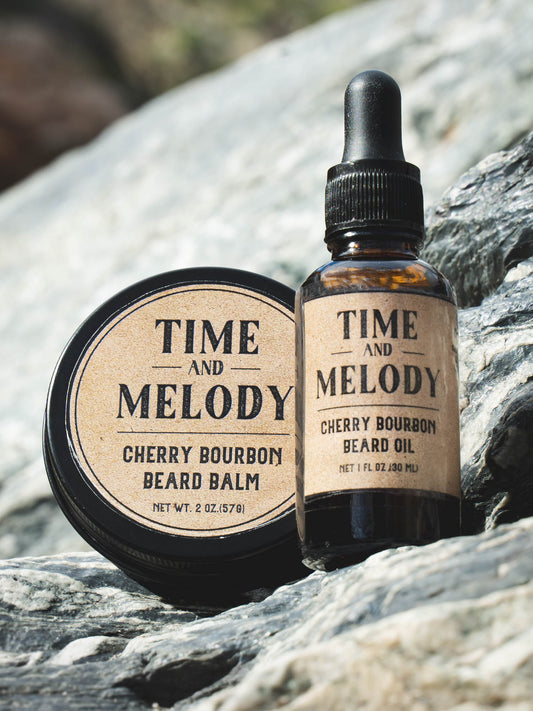 TIME
AND
MELODY
CHERRY BOURBON
BEARD BALM
NET WT. 2 OZ.(57g)
TIME
AND
MELODY
CHERRY BOURBON
BEARD OIL
NET 1 FL OZ.(30 ML)